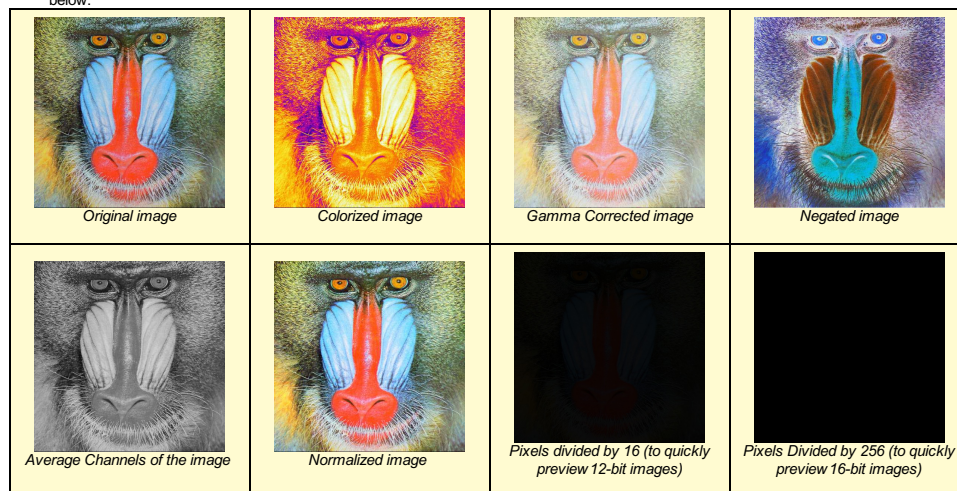 below.
Original image
Colorized image
Gamma Corrected image
Negated image
Average Channels of the image
Normalized image
Pixels divided by 16 (to quickly
preview 12-bit images)
Pixels Divided by 256 (to quickly
preview 16-bit images)